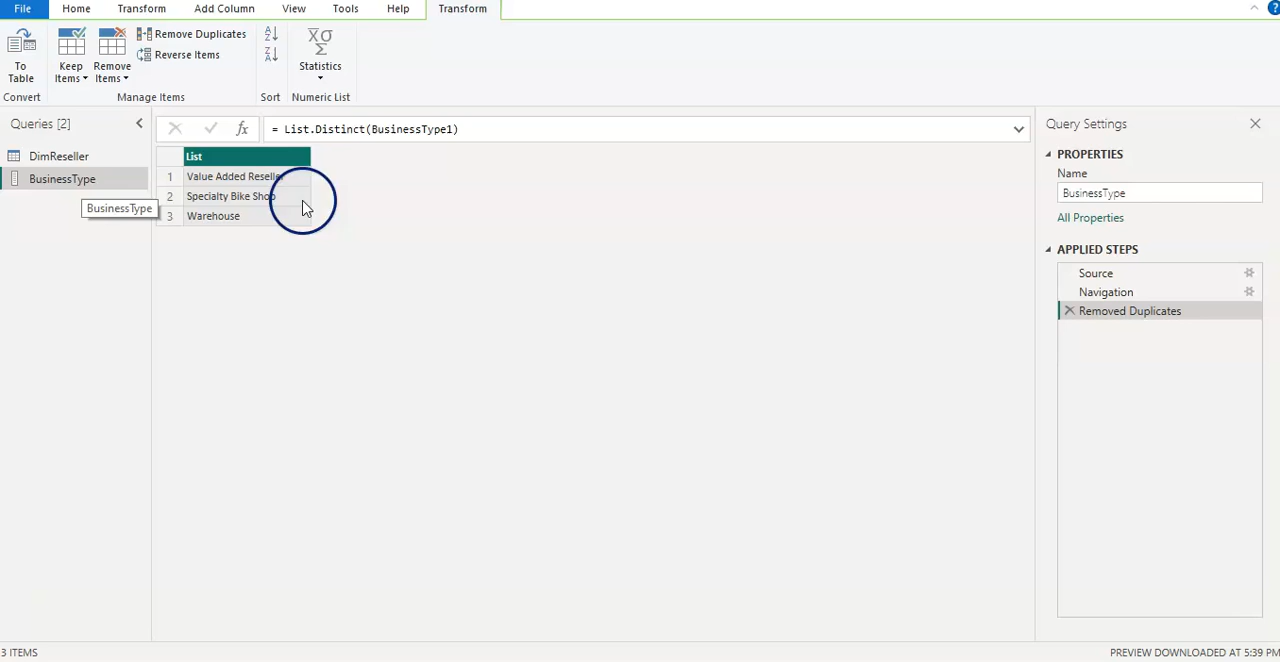 File Home Transform Add Column View Tools Help Transform
To Table
Keep Items
Remove Items
Remove Duplicates
Reverse Items
A Z
Z A
X̄σ Σ
Statistics
Convert Manage Items Sort Numeric List
Queries [2]
DimReseller
BusinessType
BusinessType
fx = List.Distinct(BusinessType1)
List
1 Value Added Reseller
2 Specialty Bike Shop
3 Warehouse
Query Settings
PROPERTIES
Name
BusinessType
All Properties
APPLIED STEPS
Source
Navigation
Removed Duplicates
3 ITEMS
PREVIEW DOWNLOADED AT 5:39 PM